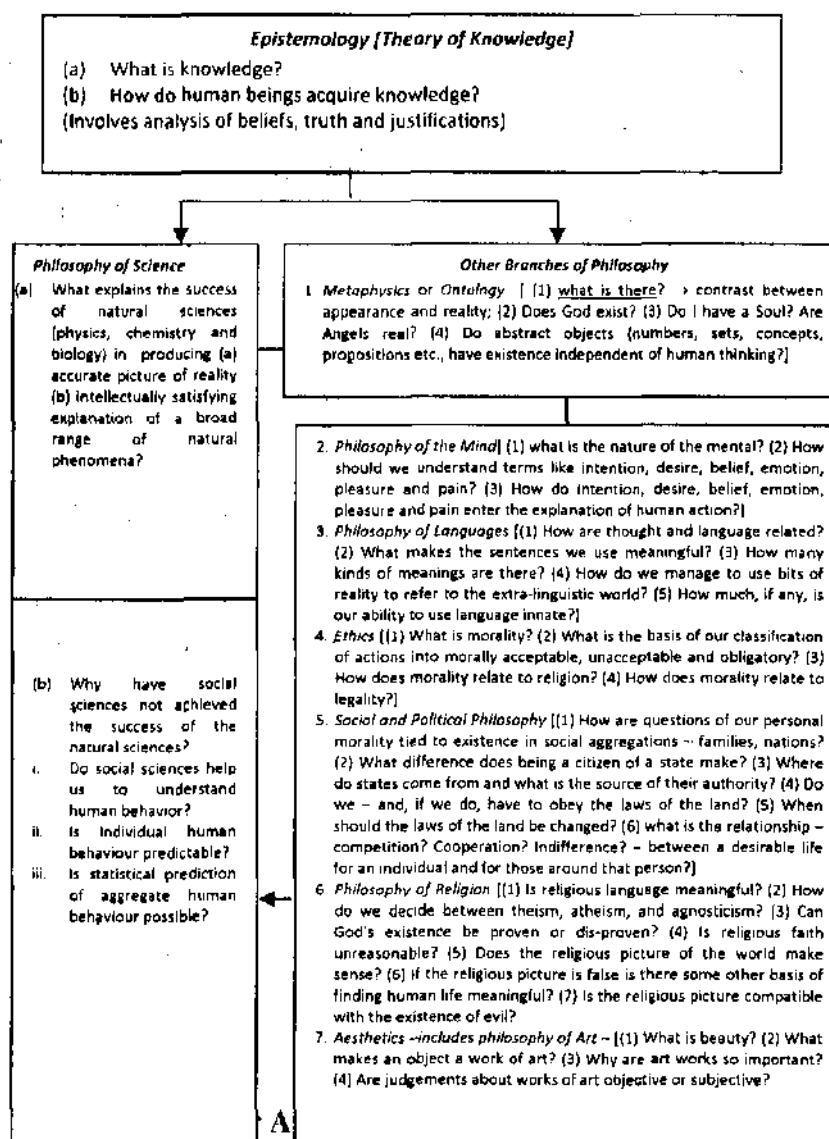 Epistemology [Theory of Knowledge]
(a) What is knowledge?
(b) How do human beings acquire knowledge?
(Involves analysis of beliefs, truth and justifications)
Philosophy of Science
(a) What explains the success
of natural sciences
(physics, chemistry and
biology) in producing (a)
accurate picture of reality
(b) intellectually satisfying
explanation of a broad
range of natural
phenomena?
(b) Why have social
sciences not achieved
the success of the
natural sciences?
i. Do social sciences help
us to understand
human behavior?
ii. Is individual human
behaviour predictable?
iii. Is statistical prediction
of aggregate human
behaviour possible?
Other Branches of Philosophy
1. Metaphysics or Ontology [ (1) what is there? → contrast between
appearance and reality; (2) Does God exist? (3) Do I have a Soul? Are
Angels real? (4) Do abstract objects (numbers, sets, concepts,
propositions etc., have existence independent of human thinking?]
2. Philosophy of the Mind[ (1) what is the nature of the mental? (2) How
should we understand terms like intention, desire, belief, emotion,
pleasure and pain? (3) How do intention, desire, belief, emotion,
pleasure and pain enter the explanation of human action?]
3. Philosophy of Languages [(1) How are thought and language related?
(2) What makes the sentences we use meaningful? (3) How many
kinds of meanings are there? (4) How do we manage to use bits of
reality to refer to the extra-linguistic world? (5) How much, if any, is
our ability to use language innate?]
4. Ethics [(1) What is morality? (2) What is the basis of our classification
of actions into morally acceptable, unacceptable and obligatory? (3)
How does morality relate to religion? (4) How does morality relate to
legality?]
5. Social and Political Philosophy [(1) How are questions of our personal
morality tied to existence in social aggregations – families, nations?
(2) What difference does being a citizen of a state make? (3) Where
do states come from and what is the source of their authority? (4) Do
we – and, if we do, have to obey the laws of the land? (5) When
should the laws of the land be changed? (6) what is the relationship –
competition? Cooperation? Indifference? – between a desirable life
for an individual and for those around that person?]
6. Philosophy of Religion [(1) Is religious language meaningful? (2) How
do we decide between theism, atheism, and agnosticism? (3) Can
God's existence be proven or dis-proven? (4) Is religious faith
unreasonable? (5) Does the religious picture of the world make
sense? (6) If the religious picture is false is there some other basis of
finding human life meaningful? (7) Is the religious picture compatible
with the existence of evil?
7. Aesthetics –includes philosophy of Art – [(1) What is beauty? (2) What
makes an object a work of art? (3) Why are art works so important?
(4) Are judgements about works of art objective or subjective?
A